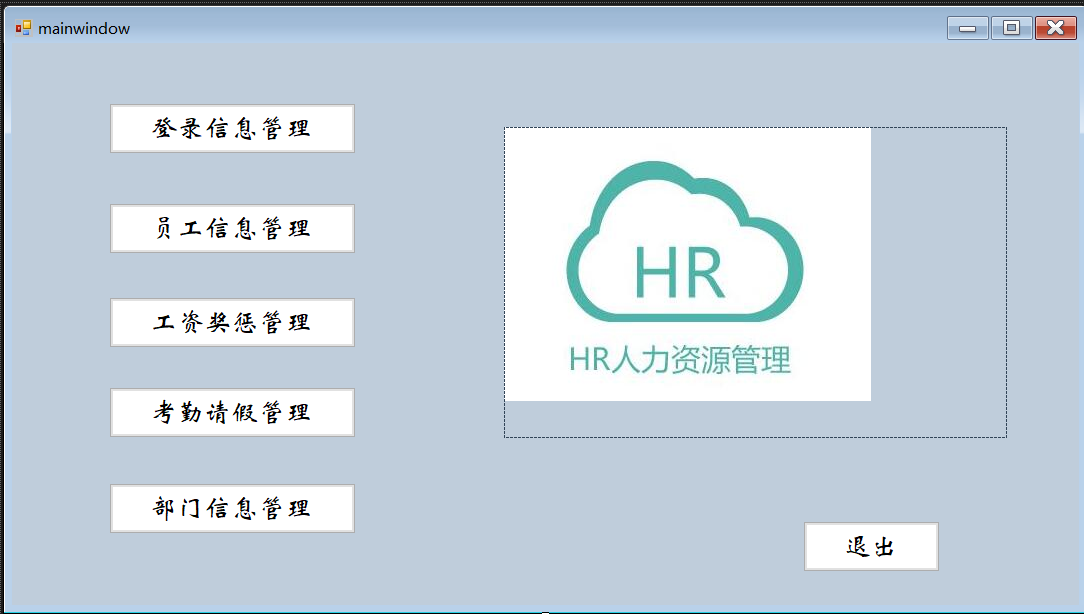 mainwindow
登录信息管理
员工信息管理
工资奖惩管理
考勤请假管理
部门信息管理
HR
HR人力资源管理
退出